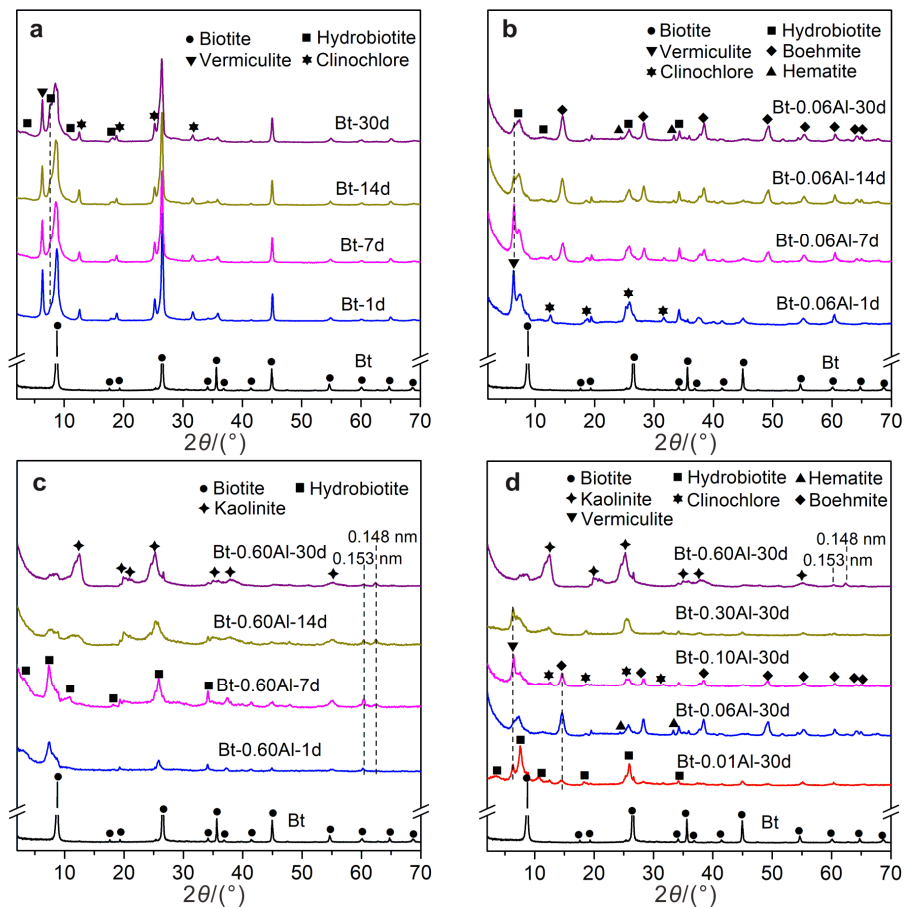 a
Biotite
Hydrobiotite
Vermiculite
Clinochlore
Bt-30d
Bt-14d
Bt-7d
Bt-1d
Bt
10 20 30 40 50 60 70
2θ/(°)
b
Biotite
Hydrobiotite
Vermiculite
Boehmite
Clinochlore
Hematite
Bt-0.06Al-30d
Bt-0.06Al-14d
Bt-0.06Al-7d
Bt-0.06Al-1d
Bt
10 20 30 40 50 60 70
2θ/(°)
c
Biotite
Hydrobiotite
Kaolinite
0.148 nm
0.153 nm
Bt-0.60Al-30d
Bt-0.60Al-14d
Bt-0.60Al-7d
Bt-0.60Al-1d
Bt
10 20 30 40 50 60 70
2θ/(°)
d
Biotite
Hydrobiotite
Hematite
Kaolinite
Clinochlore
Boehmite
Vermiculite
0.148 nm
0.153 nm
Bt-0.60Al-30d
Bt-0.30Al-30d
Bt-0.10Al-30d
Bt-0.06Al-30d
Bt-0.01Al-30d
Bt
10 20 30 40 50 60 70
2θ/(°)